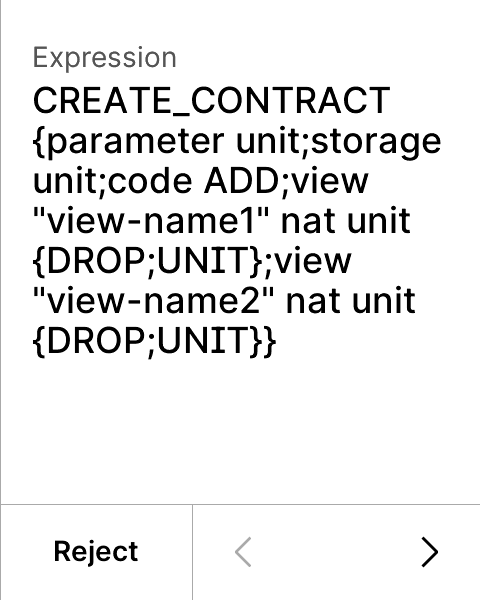 Expression
CREATE_CONTRACT
{parameter unit;storage
unit;code ADD;view
"view-name1" nat unit
{DROP;UNIT};view
"view-name2" nat unit
{DROP;UNIT}}
Reject